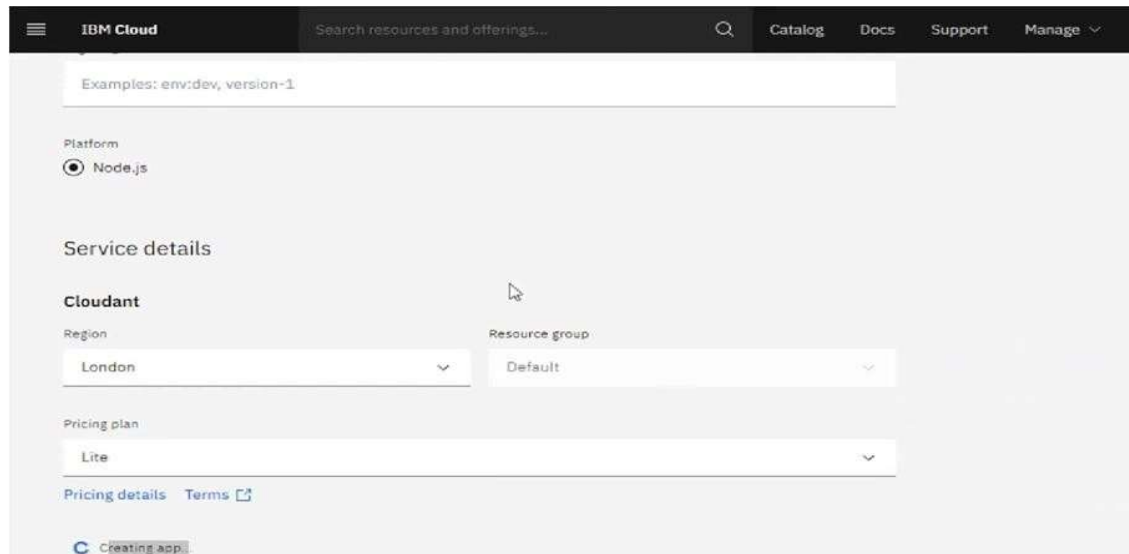 IBM Cloud Search resources and offerings... Catalog Docs Support Manage
Examples: env:dev, version-1
Platform
Node.js
Service details
Cloudant
Region Resource group
London Default
Pricing plan
Lite
Pricing details Terms
Creating app...